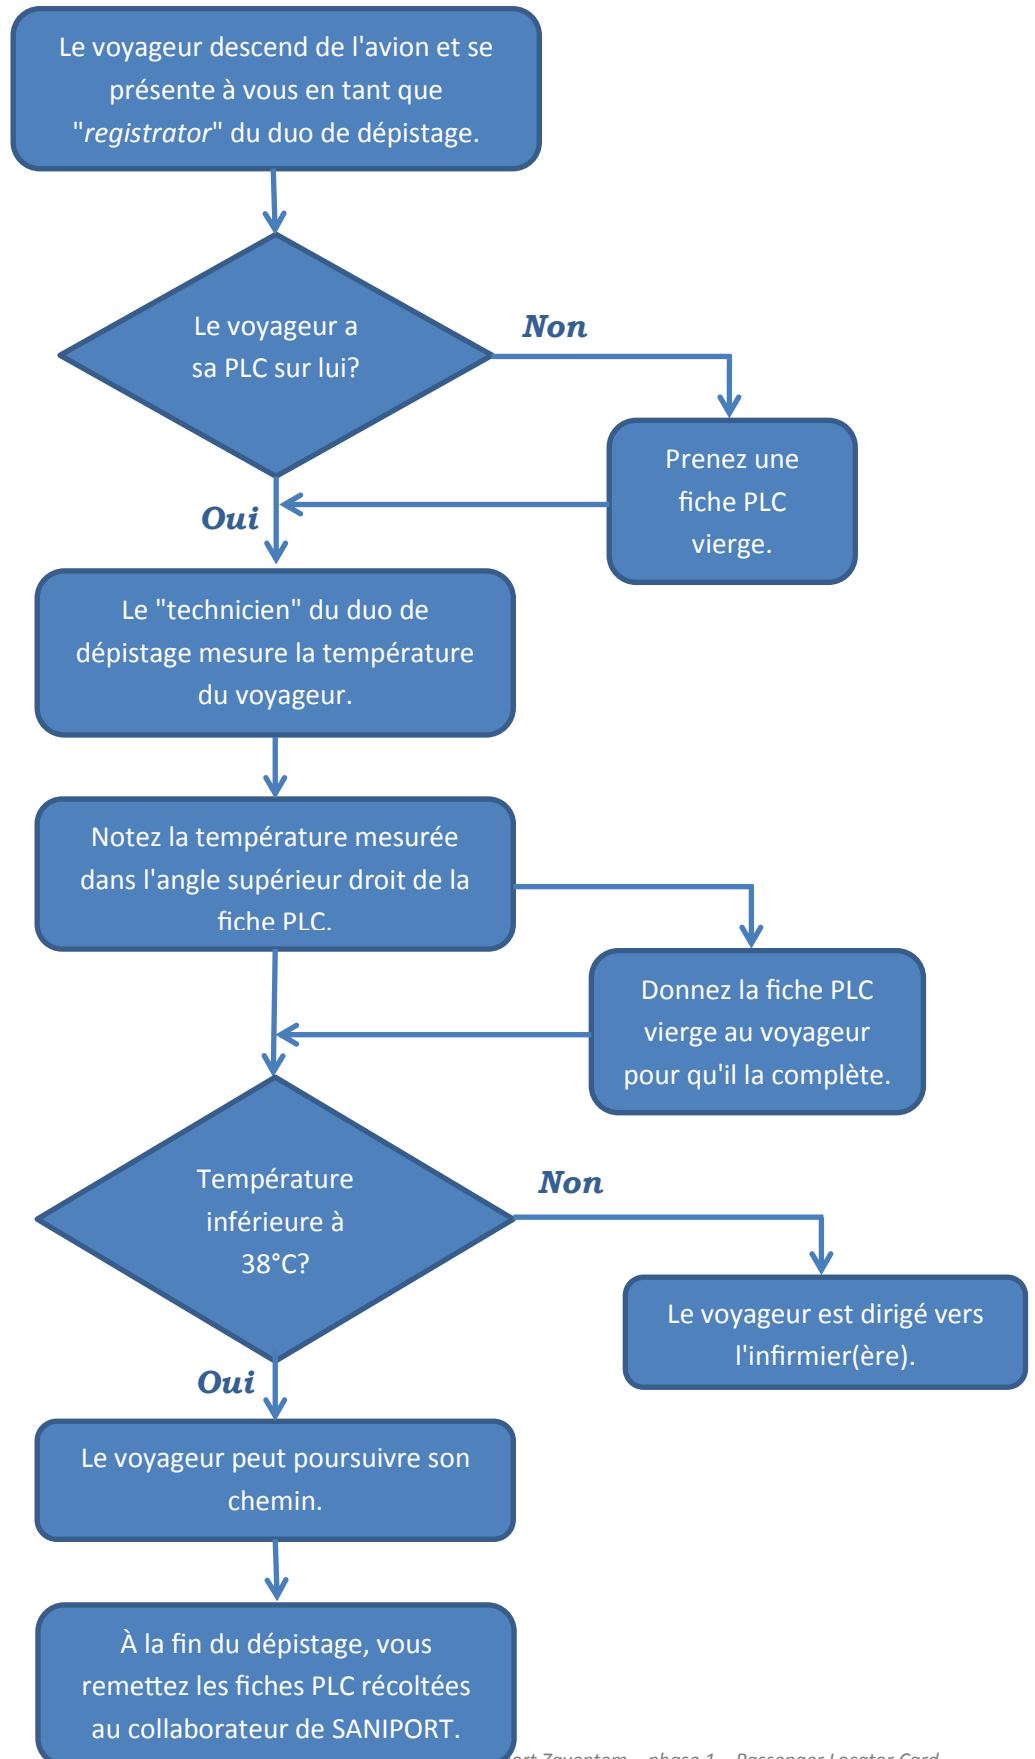 Le voyageur descend de l'avion et se
présente à vous en tant que
"registrator" du duo de dépistage.
Le voyageur a
sa PLC sur lui?
Non
Prenez une
fiche PLC
vierge.
Oui
Le "technicien" du duo de
dépistage mesure la température
du voyageur.
Notez la température mesurée
dans l'angle supérieur droit de la
fiche PLC.
Donnez la fiche PLC
vierge au voyageur
pour qu'il la complète.
Température
inférieure à
38°C?
Non
Le voyageur est dirigé vers
l'infirmier(ère).
Oui
Le voyageur peut poursuivre son
chemin.
À la fin du dépistage, vous
remettez les fiches PLC récoltées
au collaborateur de SANIPORT.
Zaventem – phase 1 – Passenger Locator Card